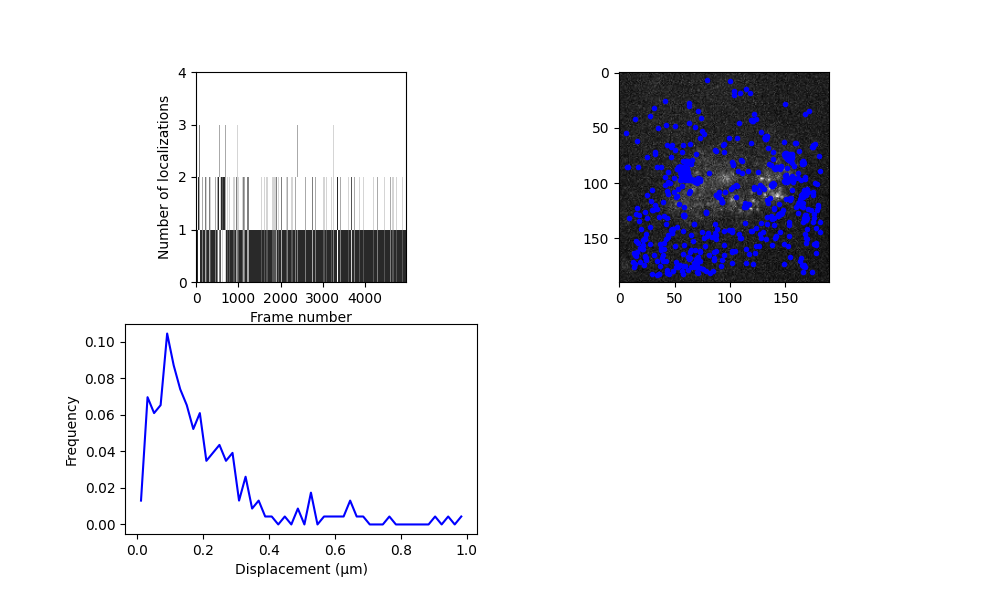 4
3
2
1
0
Number of localizations
0 1000 2000 3000 4000
Frame number
0
50
100
150
0 50 100 150
0.10
0.08
0.06
0.04
0.02
0.00
Frequency
0.0 0.2 0.4 0.6 0.8 1.0
Displacement (µm)